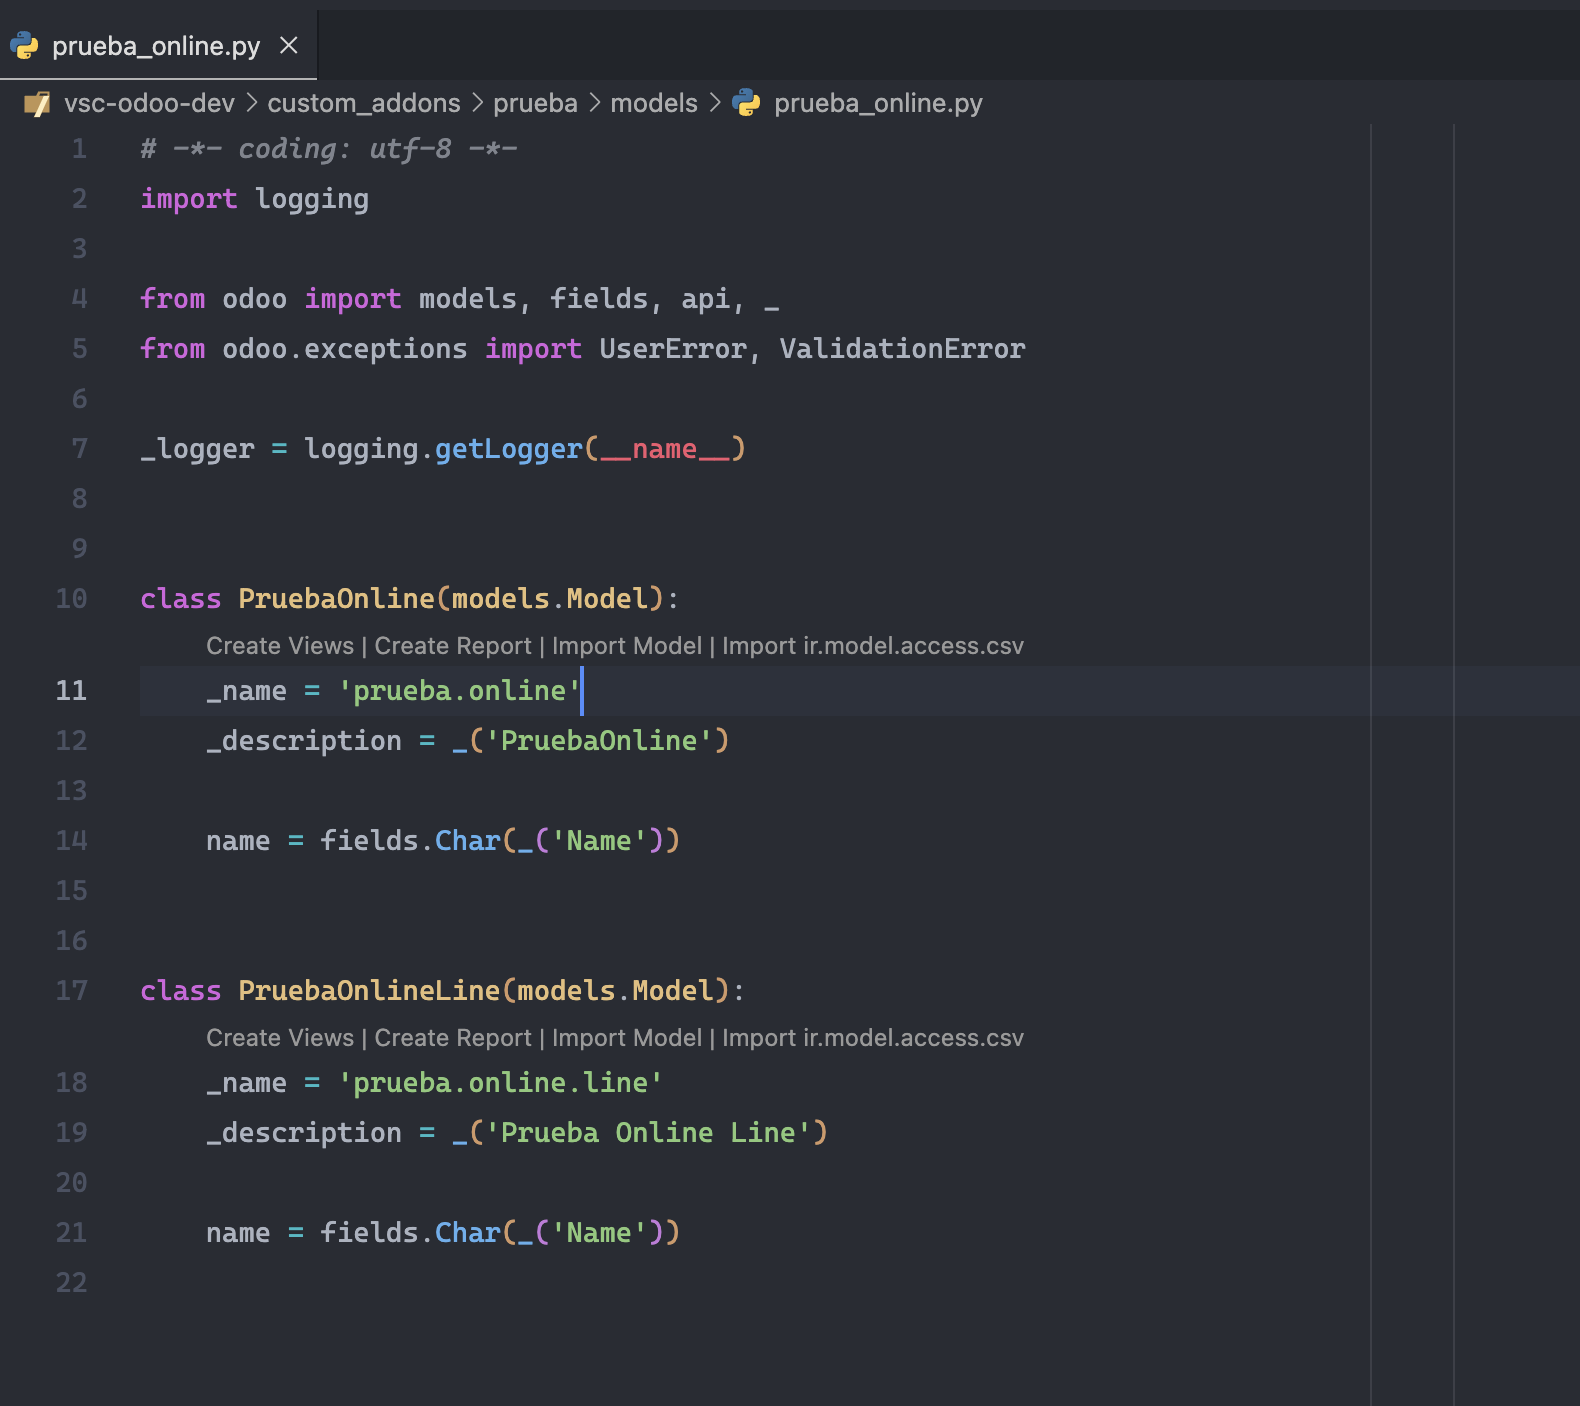 prueba_online.py
vsc-odoo-dev > custom_addons > prueba > models > prueba_online.py
1 # -*- coding: utf-8 -*-
2 import logging
3
4 from odoo import models, fields, api, _
5 from odoo.exceptions import UserError, ValidationError
6
7 _logger = logging.getLogger(__name__)
8
9
10 class PruebaOnline(models.Model):
Create Views | Create Report | Import Model | Import ir.model.access.csv
11 _name = 'prueba.online'
12 _description = _('PruebaOnline')
13
14 name = fields.Char(_('Name'))
15
16
17 class PruebaOnlineLine(models.Model):
Create Views | Create Report | Import Model | Import ir.model.access.csv
18 _name = 'prueba.online.line'
19 _description = _('Prueba Online Line')
20
21 name = fields.Char(_('Name'))
22